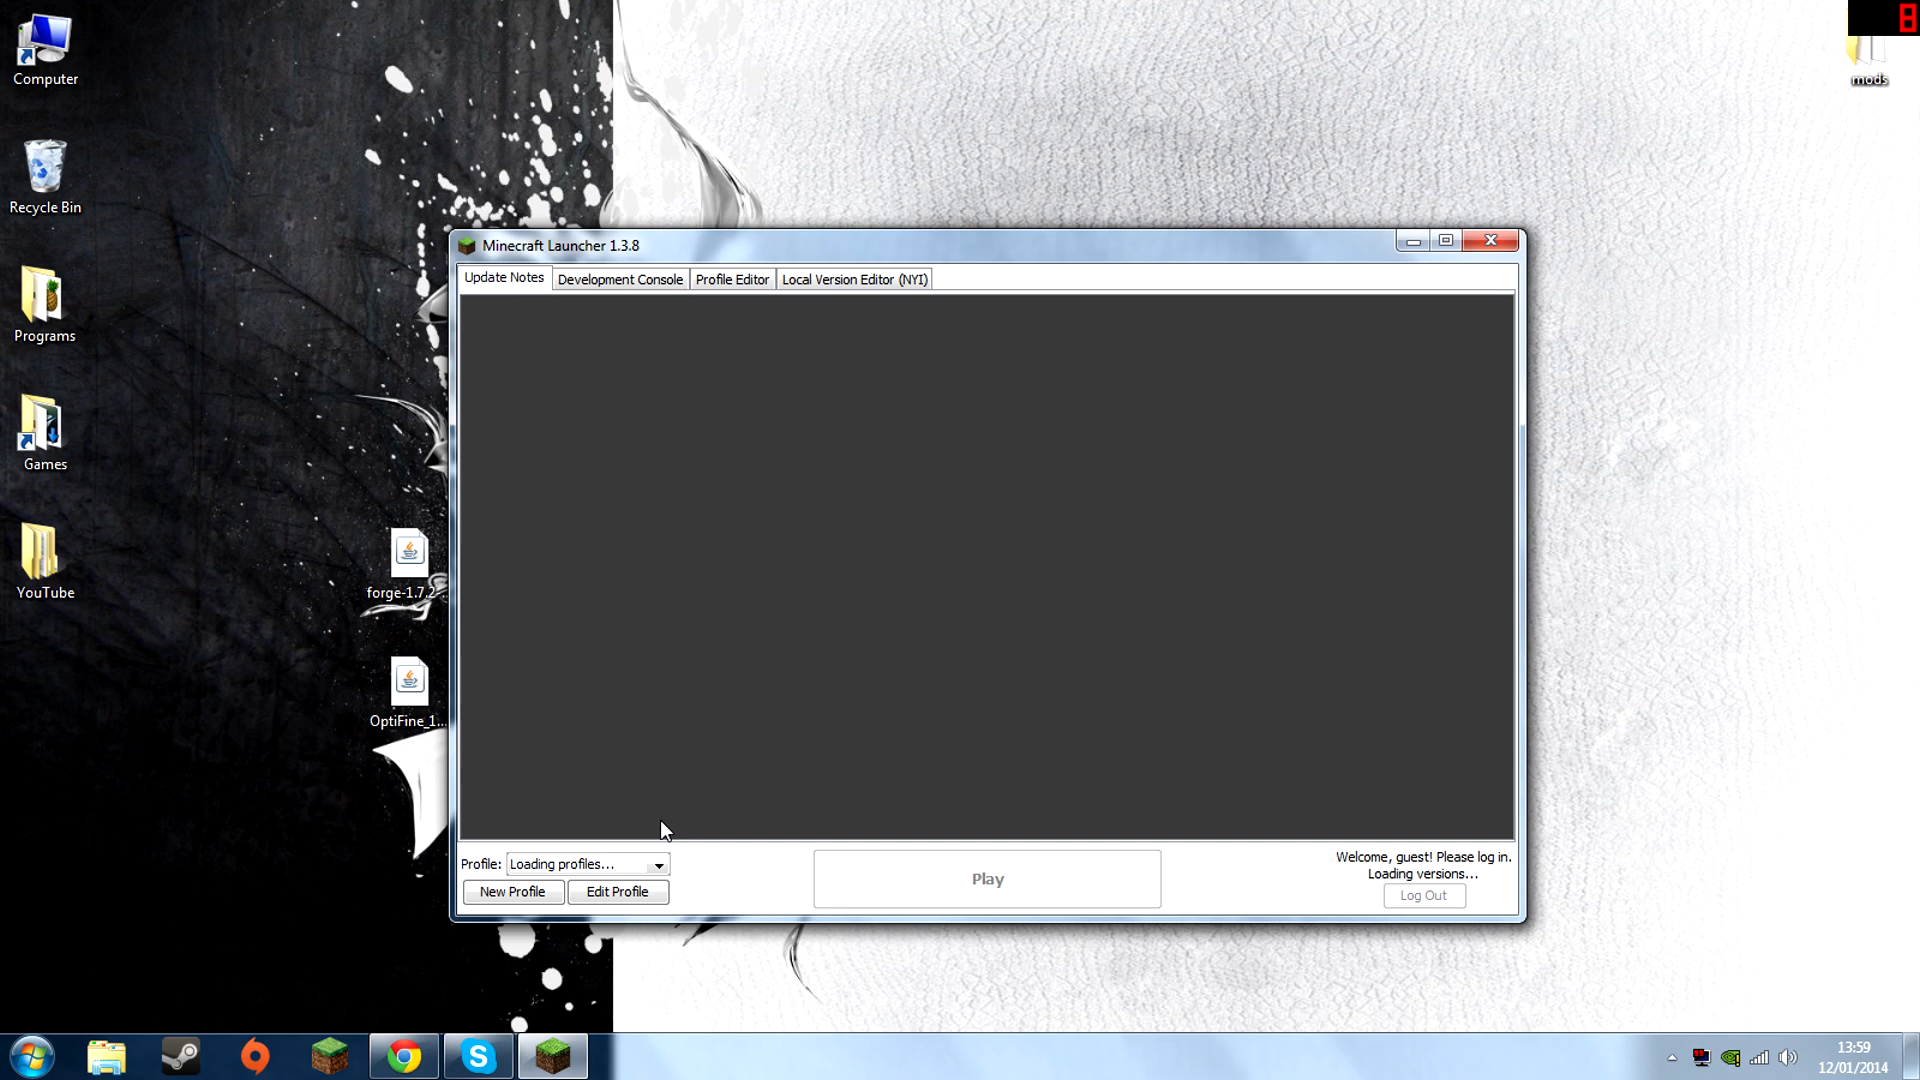 Computer
Recycle Bin
Programs
Games
YouTube
forge-1.7.2-...
OptiFine_1...
mods
8
Minecraft Launcher 1.3.8
Update Notes
Development Console
Profile Editor
Local Version Editor (NYI)
Profile:
Loading profiles...
New Profile
Edit Profile
Play
Welcome, guest! Please log in.
Loading versions...
Log Out
13:59
12/01/2014